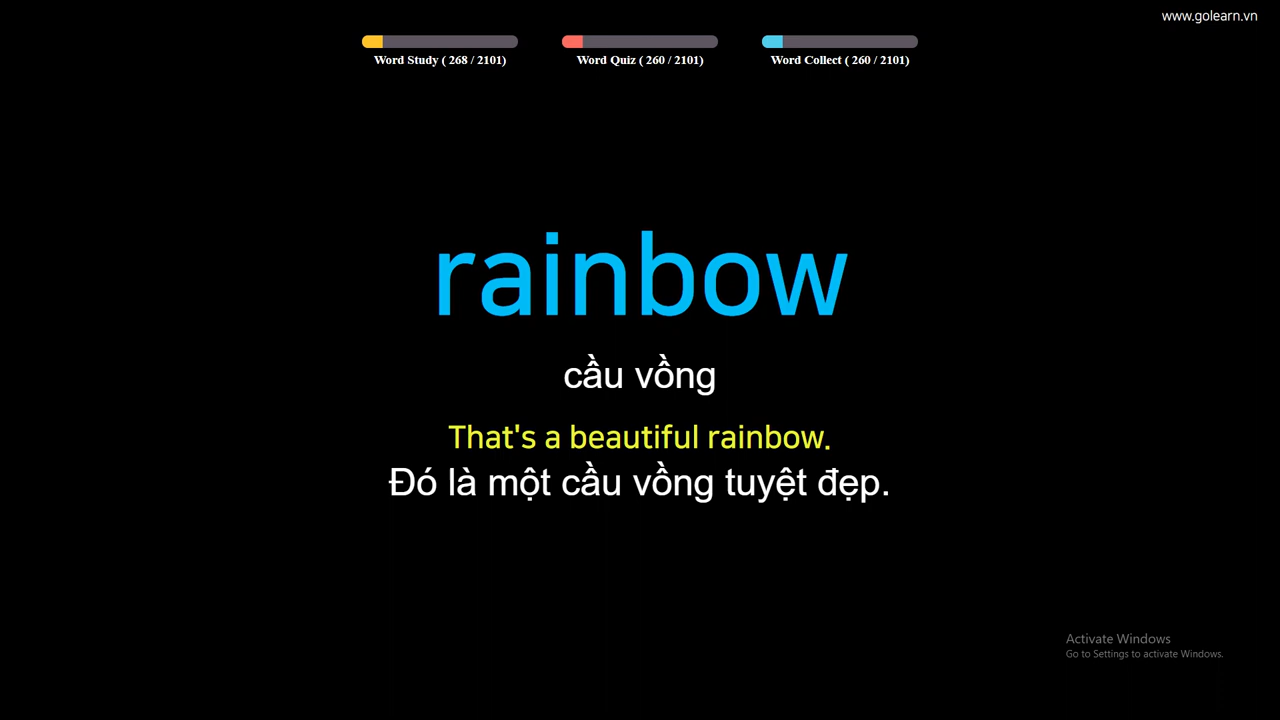 www.golearn.vn
Word Study ( 268 / 2101)
Word Quiz ( 260 / 2101)
Word Collect ( 260 / 2101)
rainbow
cầu vồng
That's a beautiful rainbow.
Đó là một cầu vồng tuyệt đẹp.
Activate Windows
Go to Settings to activate Windows.